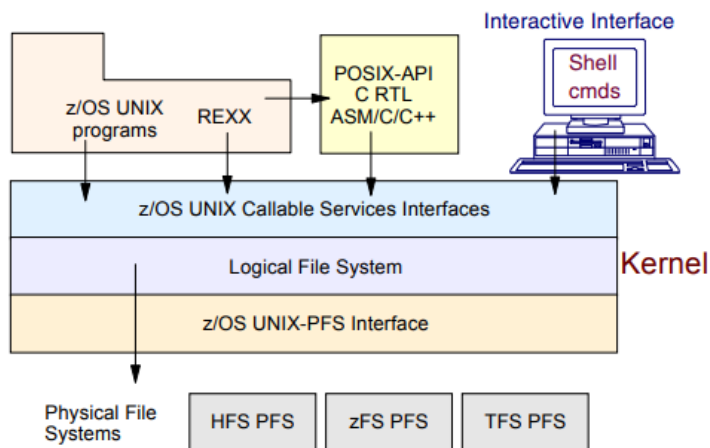 Interactive Interface
Shell
cmds
z/OS UNIX
programs
REXX
POSIX-API
C RTL
ASM/C/C++
z/OS UNIX Callable Services Interfaces
Logical File System
Kernel
z/OS UNIX-PFS Interface
Physical File
Systems
HFS PFS
zFS PFS
TFS PFS